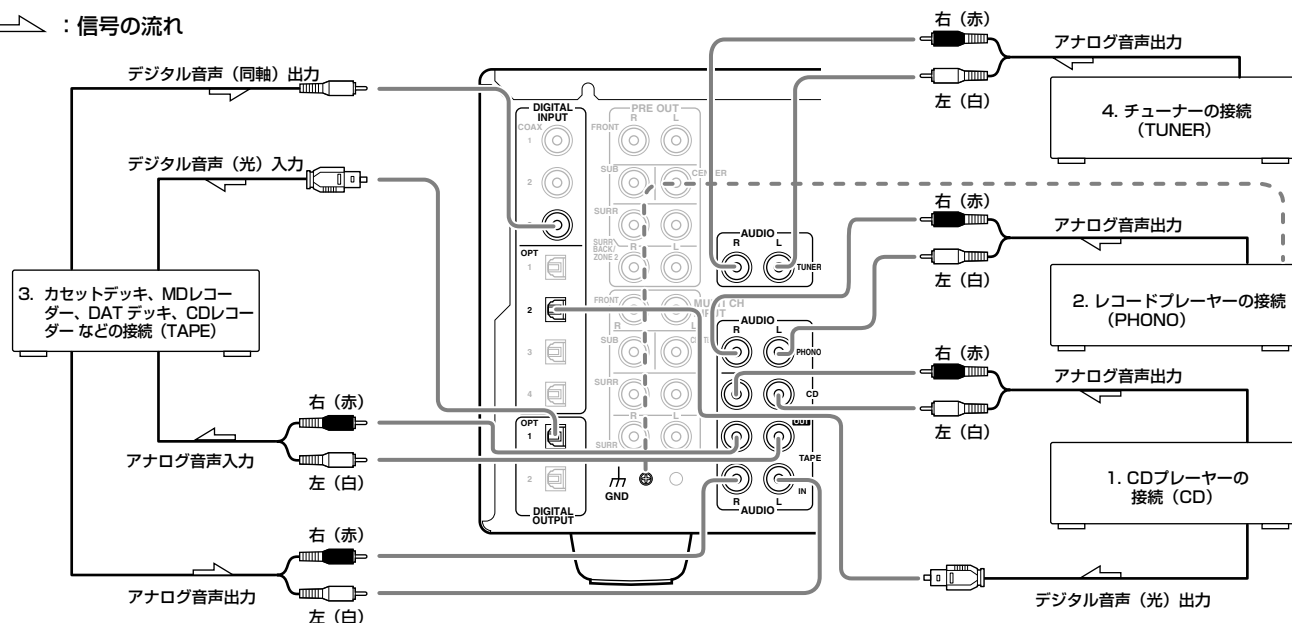 ：信号の流れ
デジタル音声（同軸）出力
デジタル音声（光）入力
3. カセットデッキ、MDレコー
ダー、DAT デッキ、CDレコー
ダー などの接続（TAPE）
右（赤）
アナログ音声入力
左（白）
右（赤）
アナログ音声出力
左（白）
DIGITAL
INPUT
COAX
1
2
OPT
1
2
3
4
OPT
1
2
DIGITAL
OUTPUT
PRE OUT
R L
FRONT
SUB
CENTER
SURR
SURR
BACK/
ZONE 2
R L
FRONT
MULTI CH
INPUT
R L
SUB
SURR
R L
SURR
GND
AUDIO
R L
TUNER
AUDIO
R L
PHONO
CD
OUT
TAPE
IN
R L
AUDIO
右（赤）
アナログ音声出力
左（白）
4. チューナーの接続
（TUNER）
右（赤）
アナログ音声出力
左（白）
2. レコードプレーヤーの接続
（PHONO）
右（赤）
アナログ音声出力
左（白）
1. CDプレーヤーの
接続（CD）
デジタル音声（光）出力